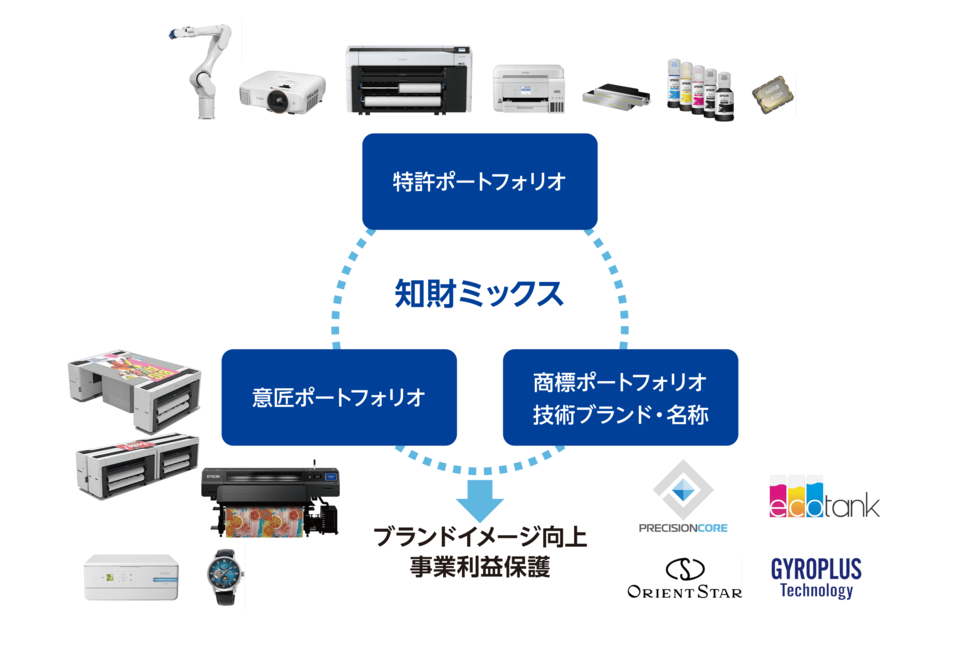 特許ポートフォリオ
知財ミックス
意匠ポートフォリオ
商標ポートフォリオ
技術ブランド・名称
EPSON
ブランドイメージ向上
事業利益保護
PRECISIONCORE
ecotank
ORIENT STAR
GYROPLUS
Technology